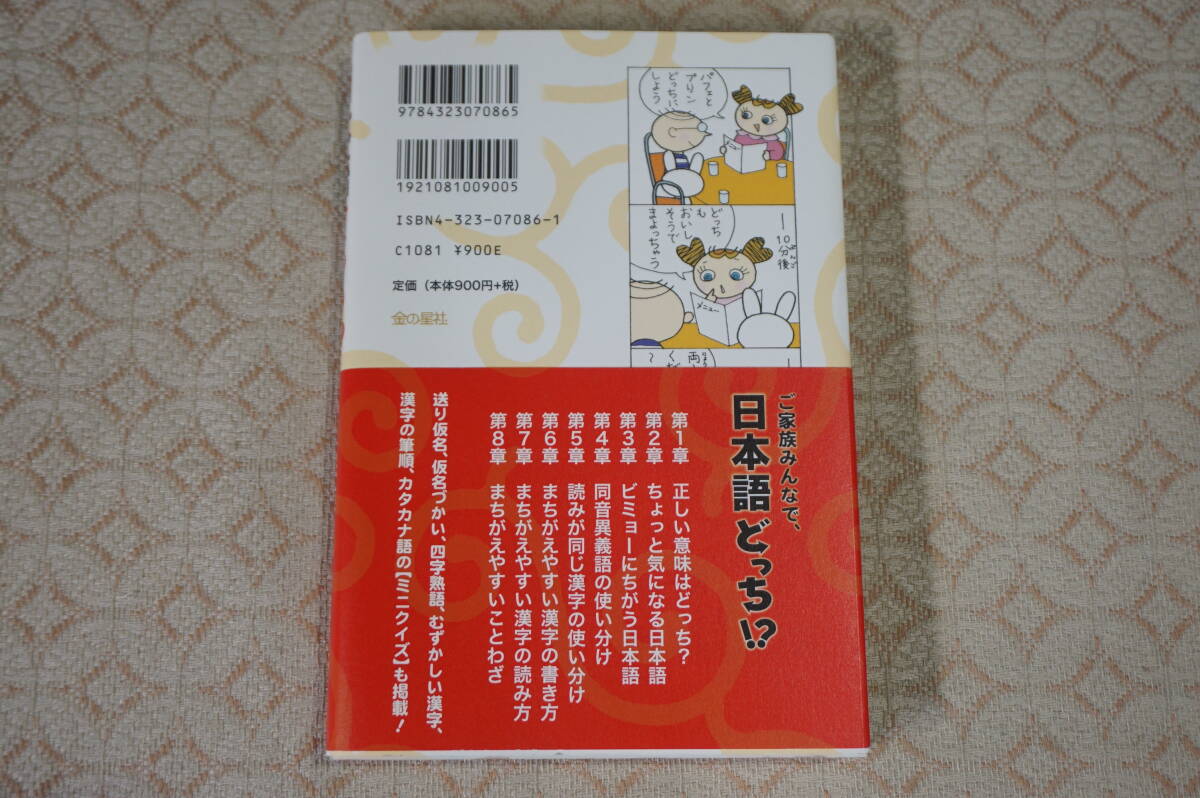 9784323070865
1921081009005
ISBN4-323-07086-1
C1081 ¥900E
定価（本体900円+税）
金の星社
パフェと
プリン
どっちに
しよう
メニュー
―10分後
どっち
も
おいし
そうで
まよっちゃう
メニュー
ご家族みんなで、
日本語どっち!?
第1章 正しい意味はどっち？
第2章 ちょっと気になる日本語
第3章 ビミョーにちがう日本語
第4章 同音異義語の使い分け
第5章 読みが同じ漢字の使い分け
第6章 まちがえやすい漢字の書き方
第7章 まちがえやすい漢字の読み方
第8章 まちがえやすいことわざ
送り仮名、仮名づかい、四字熟語、むずかしい漢字、
漢字の筆順、カタカナ語の【ミニクイズ】も掲載！